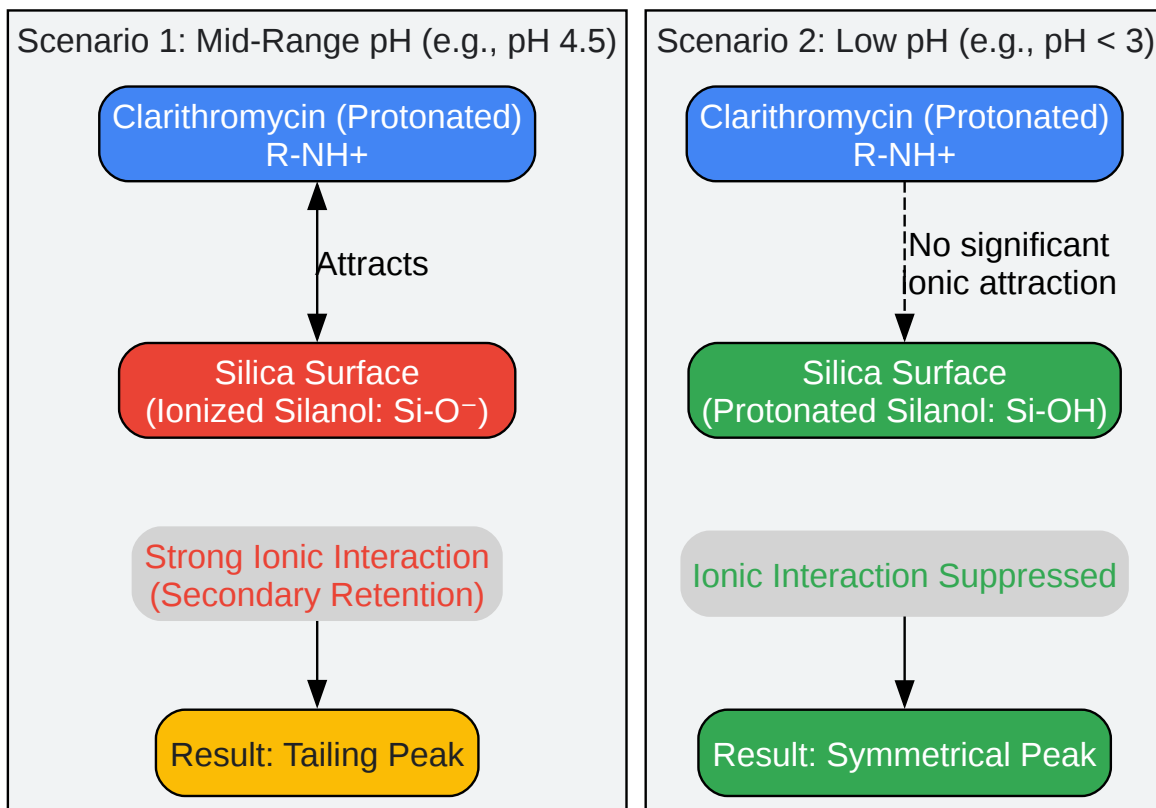 Scenario 1: Mid-Range pH (e.g., pH 4.5)
Clarithromycin (Protonated)
R-NH+
Attracts
Silica Surface
(Ionized Silanol: Si-O⁻)
Strong Ionic Interaction
(Secondary Retention)
Result: Tailing Peak
Scenario 2: Low pH (e.g., pH < 3)
Clarithromycin (Protonated)
R-NH+
No significant
ionic attraction
Silica Surface
(Protonated Silanol: Si-OH)
Ionic Interaction Suppressed
Result: Symmetrical Peak